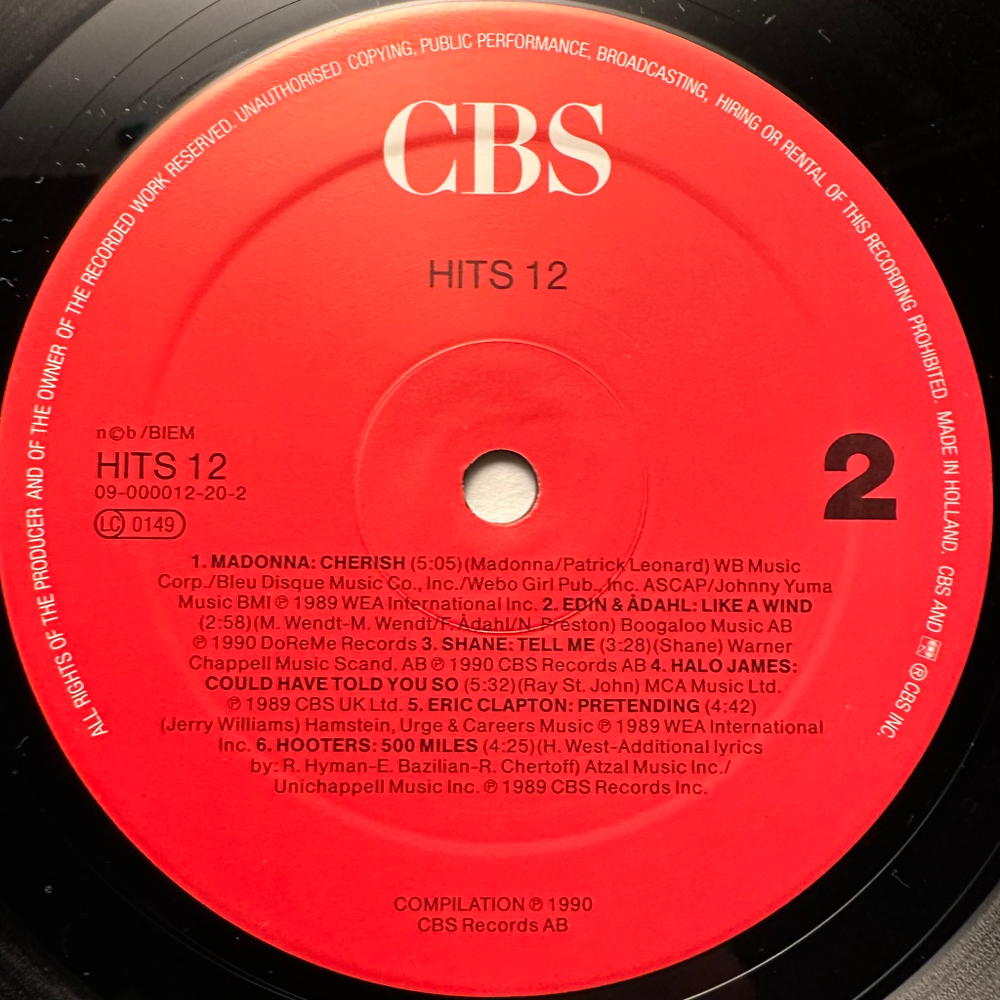 ALL RIGHTS OF THE PRODUCER AND OF THE OWNER OF THE RECORDED WORK RESERVED. UNAUTHORISED COPYING, PUBLIC PERFORMANCE, BROADCASTING, HIRING OR RENTAL OF THIS RECORDING PROHIBITED. MADE IN HOLLAND. CBS AND ® CBS INC.
CBS
HITS 12
n©b/BIEM
HITS 12
09-000012-20-2
LC 0149
2
1. MADONNA: CHERISH (5:05)(Madonna/Patrick Leonard) WB Music
Corp./Bleu Disque Music Co., Inc./Webo Girl Pub., Inc. ASCAP/Johnny Yuma
Music BMI ℗ 1989 WEA International Inc. 2. EDIN & ÅDAHL: LIKE A WIND
(2:58)(M. Wendt-M. Wendt/F. Ådahl/N. Preston) Boogaloo Music AB
℗ 1990 DoReMe Records 3. SHANE: TELL ME (3:28)(Shane) Warner
Chappell Music Scand. AB ℗ 1990 CBS Records AB 4. HALO JAMES:
COULD HAVE TOLD YOU SO (5:32)(Ray St. John) MCA Music Ltd.
℗ 1989 CBS UK Ltd. 5. ERIC CLAPTON: PRETENDING (4:42)
(Jerry Williams) Hamstein, Urge & Careers Music ℗ 1989 WEA International
Inc. 6. HOOTERS: 500 MILES (4:25)(H. West-Additional lyrics
by: R. Hyman-E. Bazilian-R. Chertoff) Atzal Music Inc./
Unichappell Music Inc. ℗ 1989 CBS Records Inc.
COMPILATION ℗ 1990
CBS Records AB